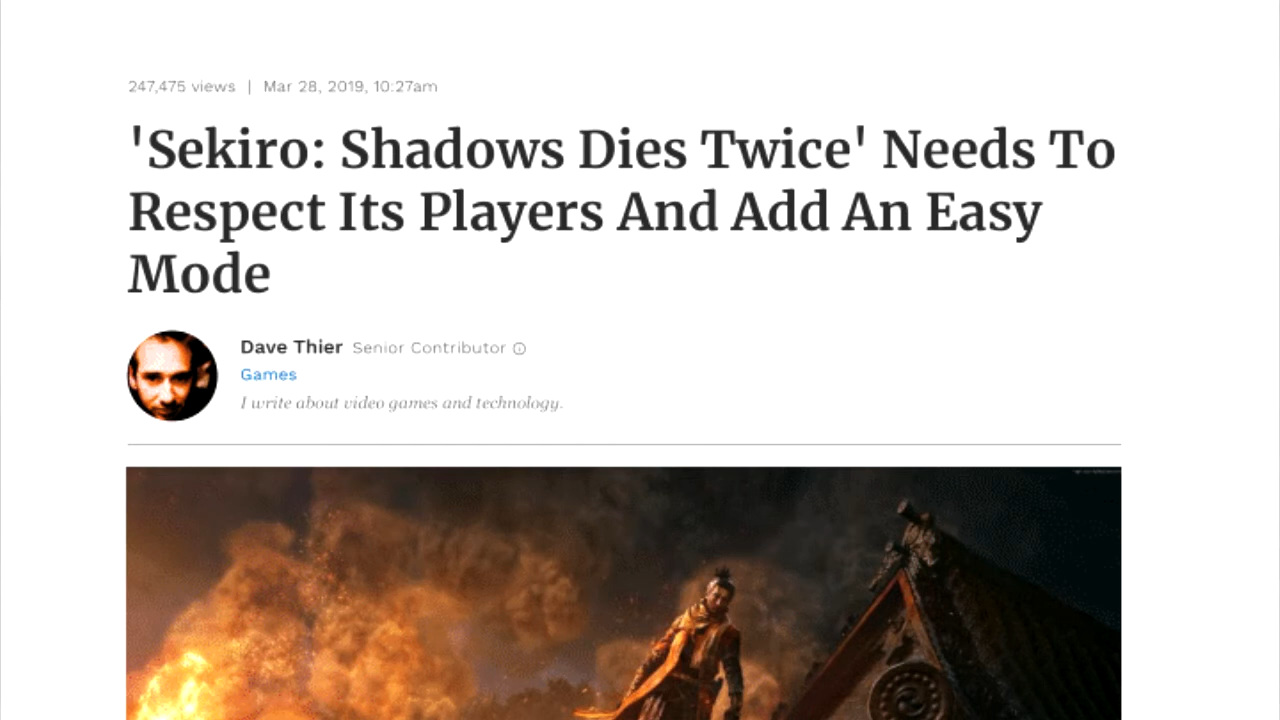 247,475 views | Mar 28, 2019, 10:27am
'Sekiro: Shadows Dies Twice' Needs To
Respect Its Players And Add An Easy
Mode
Dave Thier Senior Contributor
Games
I write about video games and technology.